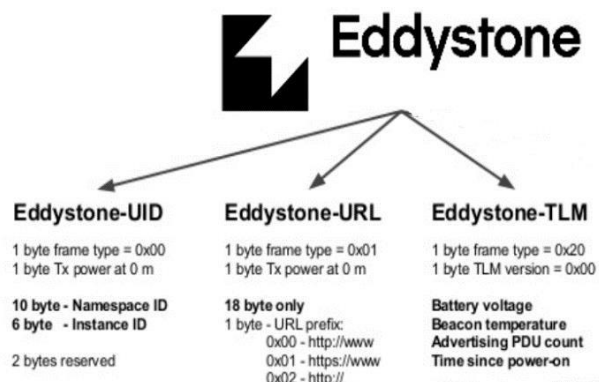 Eddystone
Eddystone-UID
1 byte frame type = 0x00
1 byte Tx power at 0 m
10 byte - Namespace ID
6 byte - Instance ID
2 bytes reserved
Eddystone-URL
1 byte frame type = 0x01
1 byte Tx power at 0 m
18 byte only
1 byte - URL prefix:
0x00 - http://www
0x01 - https://www
0x02 - http://
Eddystone-TLM
1 byte frame type = 0x20
1 byte TLM version = 0x00
Battery voltage
Beacon temperature
Advertising PDU count
Time since power-on